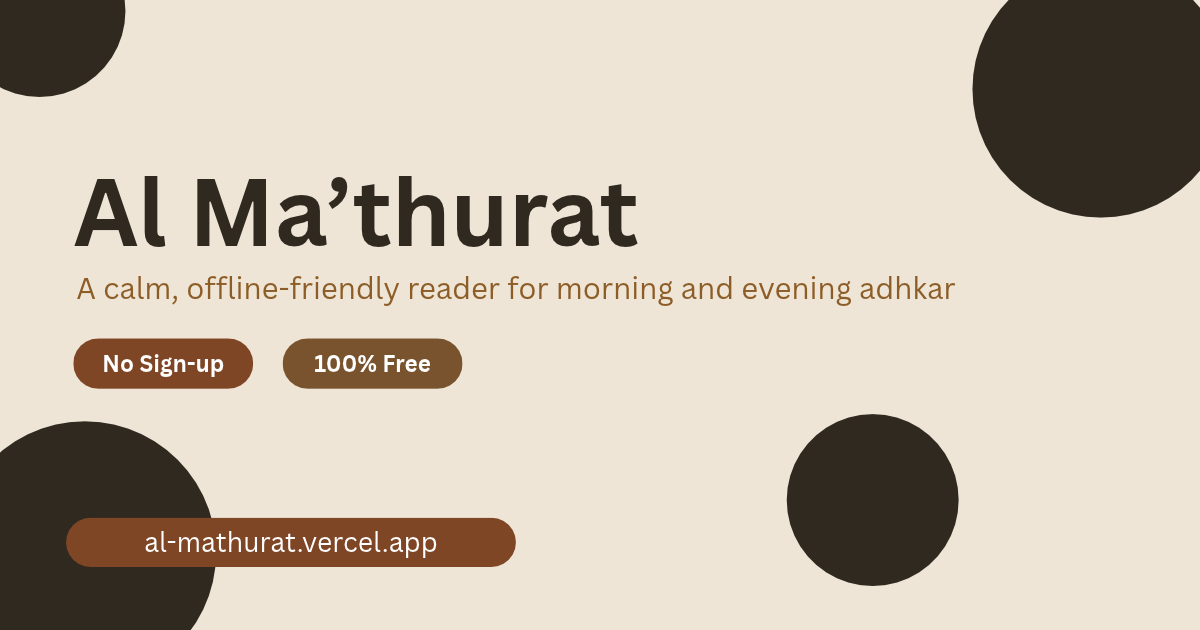 Al Ma’thurat
A calm, offline-friendly reader for morning and evening adhkar
No Sign-up
100% Free
al-mathurat.vercel.app